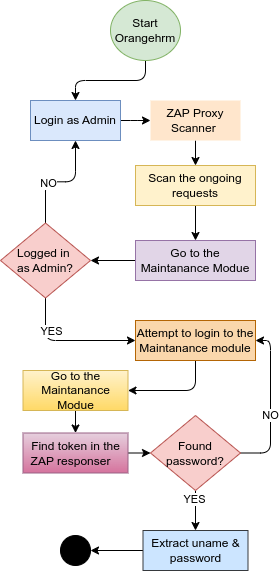 Start
Orangehrm
Login as Admin
ZAP Proxy
Scanner
Scan the ongoing
requests
NO
Logged in
as Admin?
Go to the
Maintanance Modue
YES
Attempt to login to the
Maintanance module
Go to the
Maintanance
Modue
NO
Find token in the
ZAP responser
Found
password?
YES
Extract uname &
password